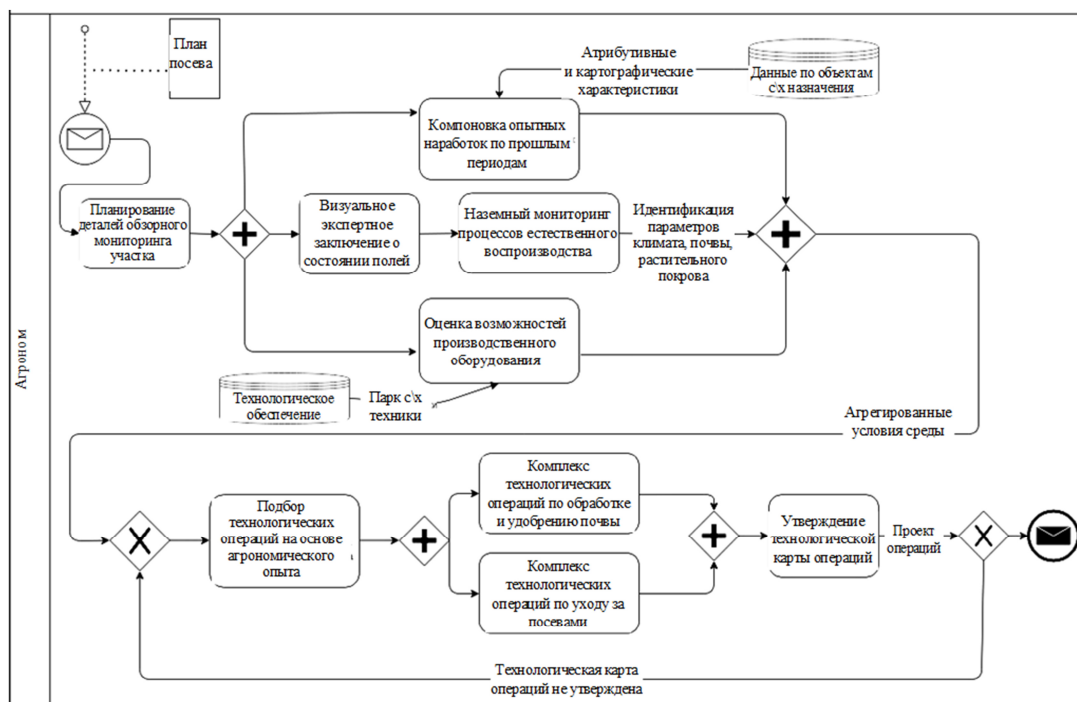 План
посева
Атрибутивные
и картографические
характеристики
Данные по объектам
с\х назначения
Компоновка опытных
наработок по прошлым
периодам
Планирование
деталей обзорного
мониторинга
участка
Визуальное
экспертное
заключение о
состоянии полей
Наземный мониторинг
процессов естественного
воспроизводства
Идентификация
параметров
климата, почвы,
растительного
покрова
Оценка возможностей
производственного
оборудования
Технологическое
обеспечение
Парк с\х
техники
Агроном
Агрегированные
условия среды
Подбор
технологических
операций на основе
агрономического
опыта
Комплекс
технологических
операций по обработке
и удобрению почвы
Комплекс
технологических
операций по уходу за
посевами
Утверждение
технологической
карты операций
Проект
операций
Технологическая карта
операций не утверждена